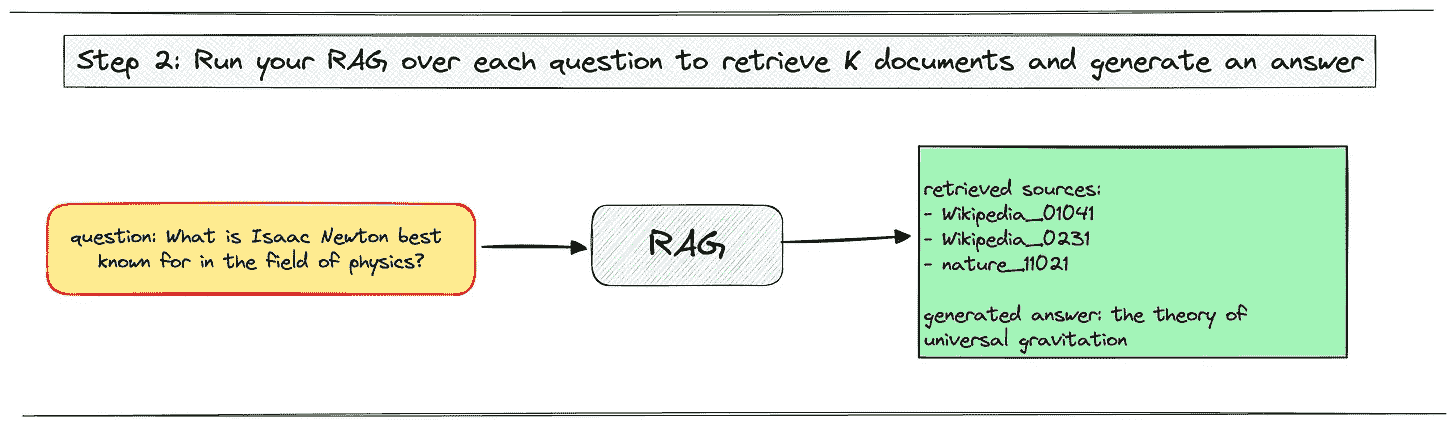 Step 2: Run your RAG over each question to retrieve K documents and generate an answer
question: What is Isaac Newton best
known for in the field of physics?
RAG
retrieved sources:
- Wikipedia_01041
- Wikipedia_0231
- nature_11021
generated answer: the theory of
universal gravitation